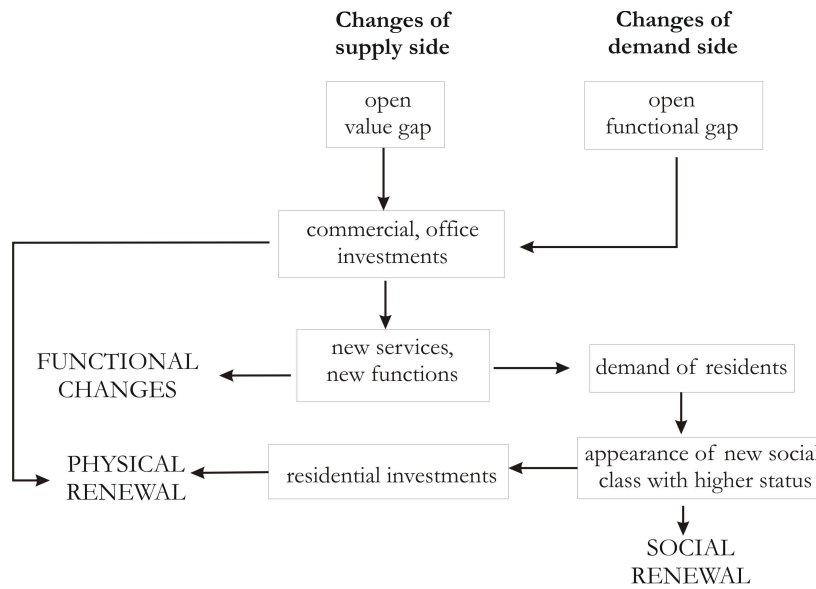 Changes of
supply side
Changes of
demand side
open
value gap
open
functional gap
commercial, office
investments
new services,
new functions
FUNCTIONAL
CHANGES
demand of residents
PHYSICAL
RENEWAL
residential investments
appearance of new social
class with higher status
SOCIAL
RENEWAL